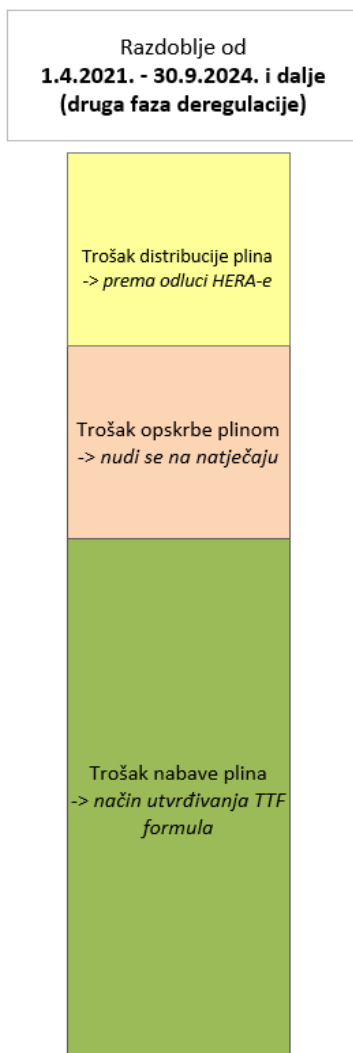 Razdoblje od
1.4.2021. - 30.9.2024. i dalje
(druga faza deregulacije)
Trošak distribucije plina
-> prema odluci HERA-e
Trošak opskrbe plinom
-> nudi se na natječaju
Trošak nabave plina
-> način utvrđivanja TTF
formula